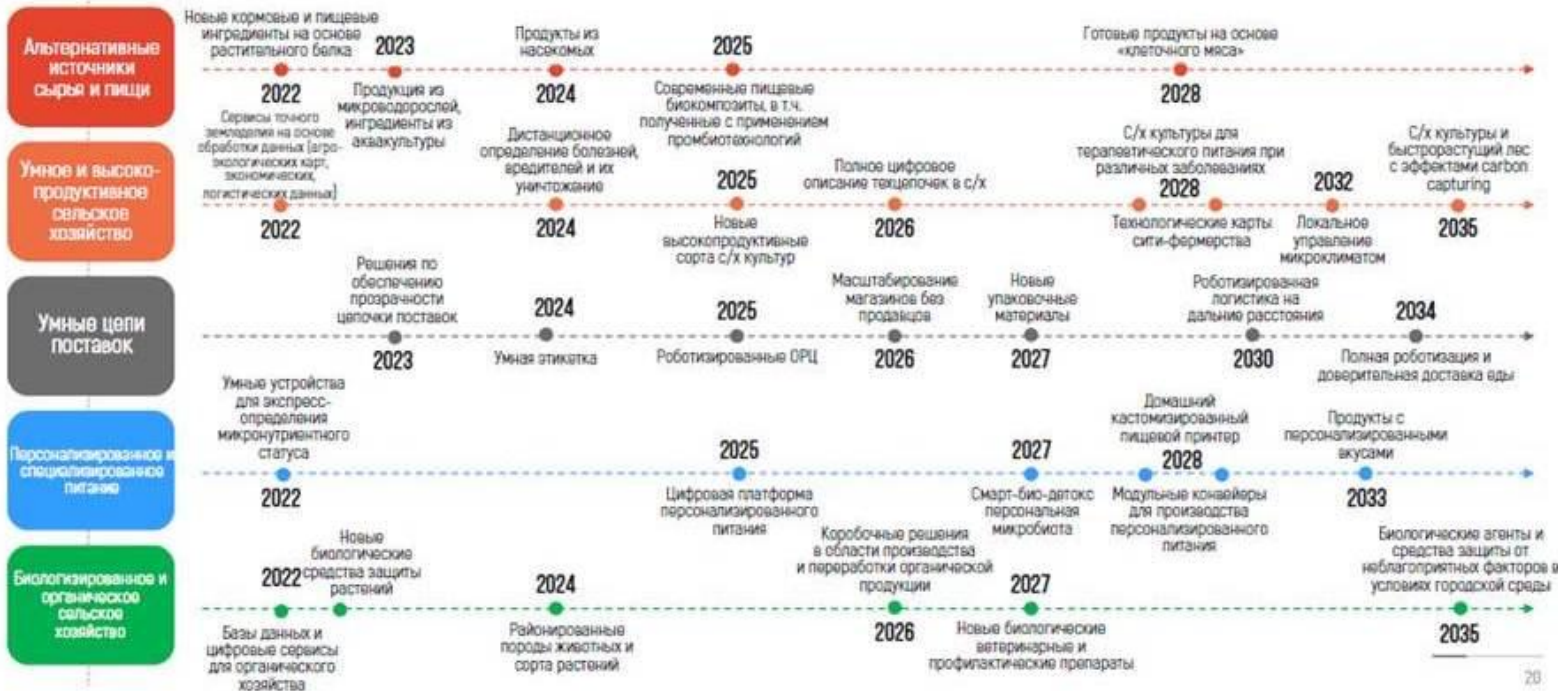 Альтернативные
источники
сырья и пищи
Новые кормовые и пищевые
ингредиенты на основе
растительного белка
2022
2023
Продукция из
микроводорослей,
ингредиенты из
аквакультуры
Продукты из
насекомых
2024
2025
Современные пищевые
биокомпозиты, в т.ч.
полученные с применением
промбиотехнологий
Готовые продукты на основе
«клеточного мяса»
2028
Умное и высоко-
продуктивное
сельское
хозяйство
Сервисы точного
земледелия на основе
обработки данных (агро-
экологических карт,
экономических,
логистических данных)
2022
Дистанционное
определение болезней,
вредителей и их
уничтожение
2024
2025
Новые
высокопродуктивные
сорта с/х культур
Полное цифровое
описание техцепочек в с/х
2026
С/х культуры для
терапевтического питания при
различных заболеваниях
2028
Технологические карты
сити-фермерства
2032
Локальное
управление
микроклиматом
С/х культуры и
быстрорастущий лес
с эффектами carbon
capturing
2035
Умные цепи
поставок
Решения по
обеспечению
прозрачности
цепочки поставок
2023
2024
Умная этикетка
2025
Роботизированные ОРЦ
Масштабирование
магазинов без
продавцов
2026
Новые
упаковочные
материалы
2027
Роботизированная
логистика на
дальние расстояния
2030
2034
Полная роботизация и
доверительная доставка еды
Персонализированное и
специализированное
питание
Умные устройства
для экспресс-
определения
микронутриентного
статуса
2022
2025
Цифровая платформа
персонализированного
питания
2027
Смарт-био-детокс
персональная
микробиота
Домашний
кастомизированный
пищевой принтер
2028
Модульные конвейеры
для производства
персонализированного
питания
Продукты с
персонализированными
вкусами
2033
Биологизированное и
органическое
сельское
хозяйство
2022
Базы данных и
цифровые сервисы
для органического
хозяйства
Новые
биологические
средства защиты
растений
2024
Районированные
породы животных и
сорта растений
Коробочные решения
в области производства
и переработки органической
продукции
2026
2027
Новые биологические
ветеринарные и
профилактические препараты
Биологические агенты и
средства защиты от
неблагоприятных факторов в
условиях городской среды
2035
20